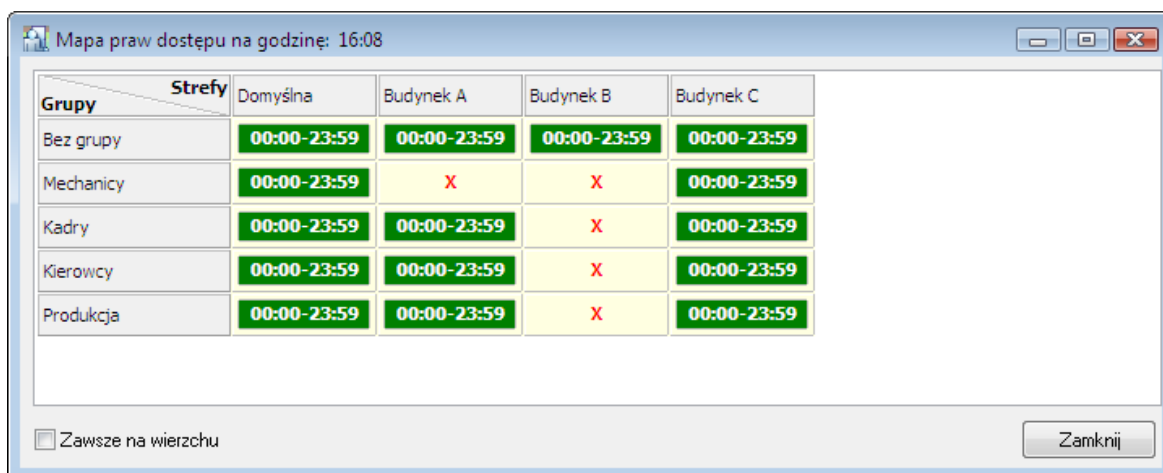 Mapa praw dostępu na godzinę: 16:08
Strefy
Grupy
Domyślna Budynek A Budynek B Budynek C
Bez grupy 00:00-23:59 00:00-23:59 00:00-23:59 00:00-23:59
Mechanicy 00:00-23:59 X X 00:00-23:59
Kadry 00:00-23:59 00:00-23:59 X 00:00-23:59
Kierowcy 00:00-23:59 00:00-23:59 X 00:00-23:59
Produkcja 00:00-23:59 00:00-23:59 X 00:00-23:59
Zawsze na wierzchu Zamknij